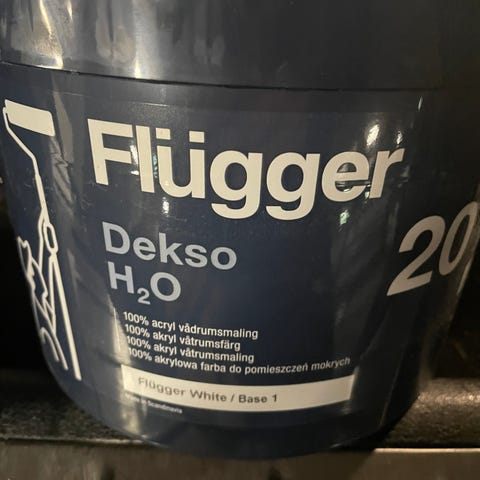 Flügger
Dekso
H₂O
20
100% acryl vådrumsmaling
100% akryl våtrumsfärg
100% akryl våtrumsmaling
100% akrylowa farba do pomieszczeń mokrych
Flügger White / Base 1
Made in Scandinavia